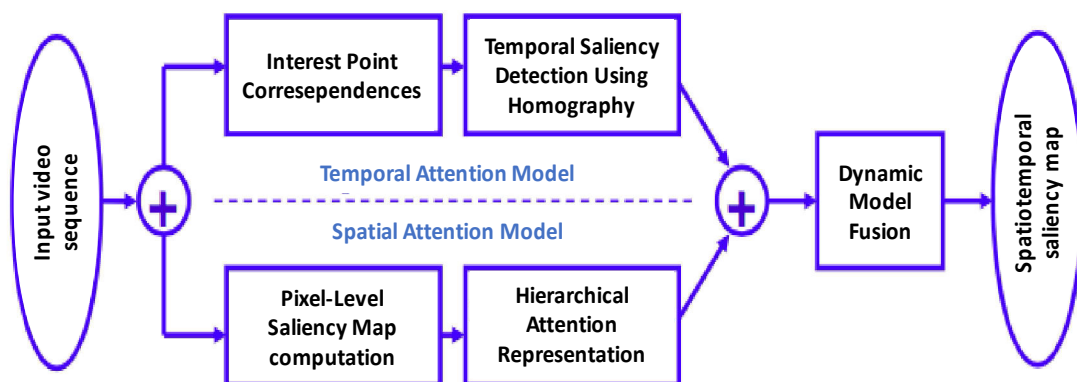 Input video
sequence
+
Interest Point
Corresependences
Temporal Saliency
Detection Using
Homography
Temporal Attention Model
Spatial Attention Model
Pixel-Level
Saliency Map
computation
Hierarchical
Attention
Representation
+
Dynamic
Model
Fusion
Spatiotemporal
saliency map